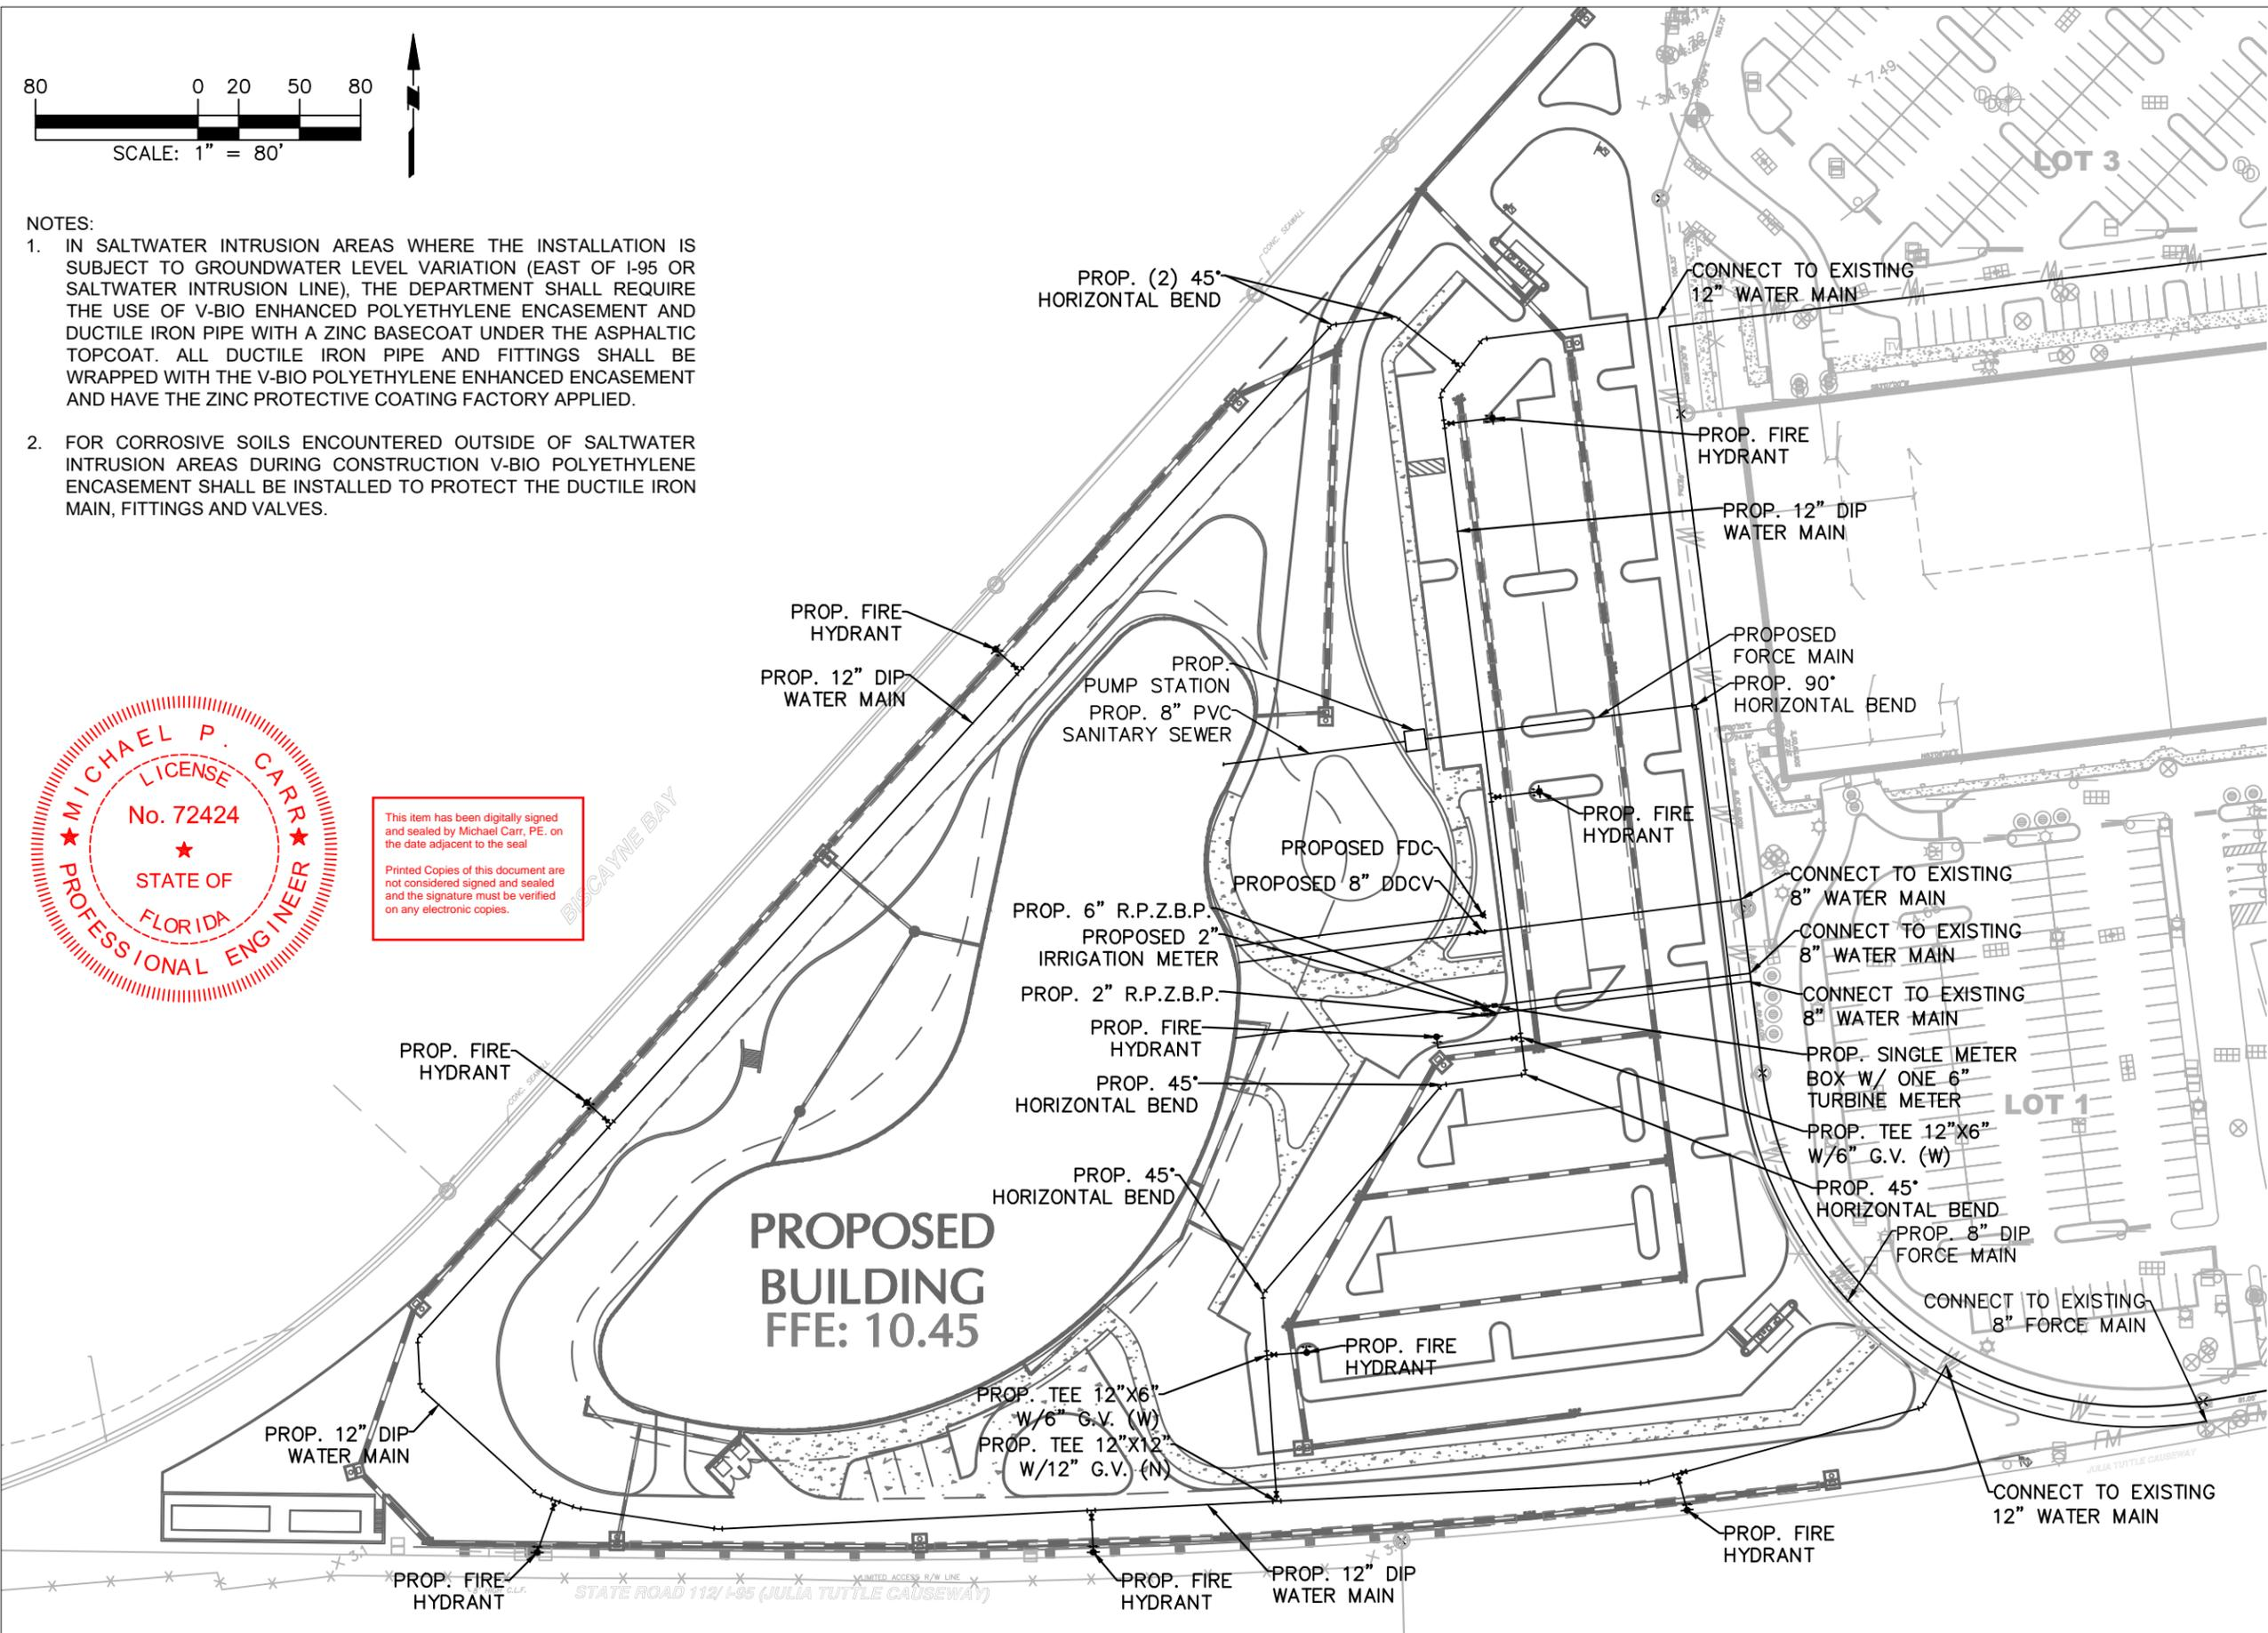 80 0 20 50 80
SCALE: 1" = 80'
N
NOTES:
1. IN SALTWATER INTRUSION AREAS WHERE THE INSTALLATION IS
SUBJECT TO GROUNDWATER LEVEL VARIATION (EAST OF I-95 OR
SALTWATER INTRUSION LINE), THE DEPARTMENT SHALL REQUIRE
THE USE OF V-BIO ENHANCED POLYETHYLENE ENCASEMENT AND
DUCTILE IRON PIPE WITH A ZINC BASECOAT UNDER THE ASPHALTIC
TOPCOAT. ALL DUCTILE IRON PIPE AND FITTINGS SHALL BE
WRAPPED WITH THE V-BIO POLYETHYLENE ENHANCED ENCASEMENT
AND HAVE THE ZINC PROTECTIVE COATING FACTORY APPLIED.
2. FOR CORROSIVE SOILS ENCOUNTERED OUTSIDE OF SALTWATER
INTRUSION AREAS DURING CONSTRUCTION V-BIO POLYETHYLENE
ENCASEMENT SHALL BE INSTALLED TO PROTECT THE DUCTILE IRON
MAIN, FITTINGS AND VALVES.
MICHAEL P. CARR
LICENSE
No. 72424
STATE OF
FLORIDA
PROFESSIONAL ENGINEER
This item has been digitally signed
and sealed by Michael Carr, PE. on
the date adjacent to the seal
Printed Copies of this document are
not considered signed and sealed
and the signature must be verified
on any electronic copies.
BISCAYNE BAY
CONC. SEAWALL
CONC. SEAWALL
X 7.49
LOT 3
PROP. (2) 45°
HORIZONTAL BEND
CONNECT TO EXISTING
12" WATER MAIN
PROP. FIRE
HYDRANT
PROP. 12" DIP
WATER MAIN
PROP. FIRE
HYDRANT
PROP. 12" DIP
WATER MAIN
PROP.
PUMP STATION
PROP. 8" PVC
SANITARY SEWER
PROPOSED
FORCE MAIN
PROP. 90°
HORIZONTAL BEND
PROP. FIRE
HYDRANT
PROPOSED FDC
PROPOSED 8" DDCV
PROP. 6" R.P.Z.B.P.
PROPOSED 2"
IRRIGATION METER
PROP. 2" R.P.Z.B.P.
PROP. FIRE
HYDRANT
PROP. 45°
HORIZONTAL BEND
PROP. 45°
HORIZONTAL BEND
CONNECT TO EXISTING
8" WATER MAIN
CONNECT TO EXISTING
8" WATER MAIN
CONNECT TO EXISTING
8" WATER MAIN
PROP. SINGLE METER
BOX W/ ONE 6"
TURBINE METER
LOT 1
PROP. TEE 12"X6"
W/6" G.V. (W)
PROP. 45°
HORIZONTAL BEND
PROP. 8" DIP
FORCE MAIN
CONNECT TO EXISTING
8" FORCE MAIN
PROP. FIRE
HYDRANT
PROPOSED
BUILDING
FFE: 10.45
PROP. FIRE
HYDRANT
PROP. TEE 12"X6"
W/6" G.V. (W)
PROP. TEE 12"X12"
W/12" G.V. (N)
PROP. 12" DIP
WATER MAIN
FM
JULIA TUTTLE CAUSEWAY
CONNECT TO EXISTING
12" WATER MAIN
PROP. FIRE
HYDRANT
X 3.1
PROP. FIRE
HYDRANT
LIMITED ACCESS R/W LINE
STATE ROAD 112/ I-95 (JULIA TUTTLE CAUSEWAY)
PROP. FIRE
HYDRANT
PROP. 12" DIP
WATER MAIN